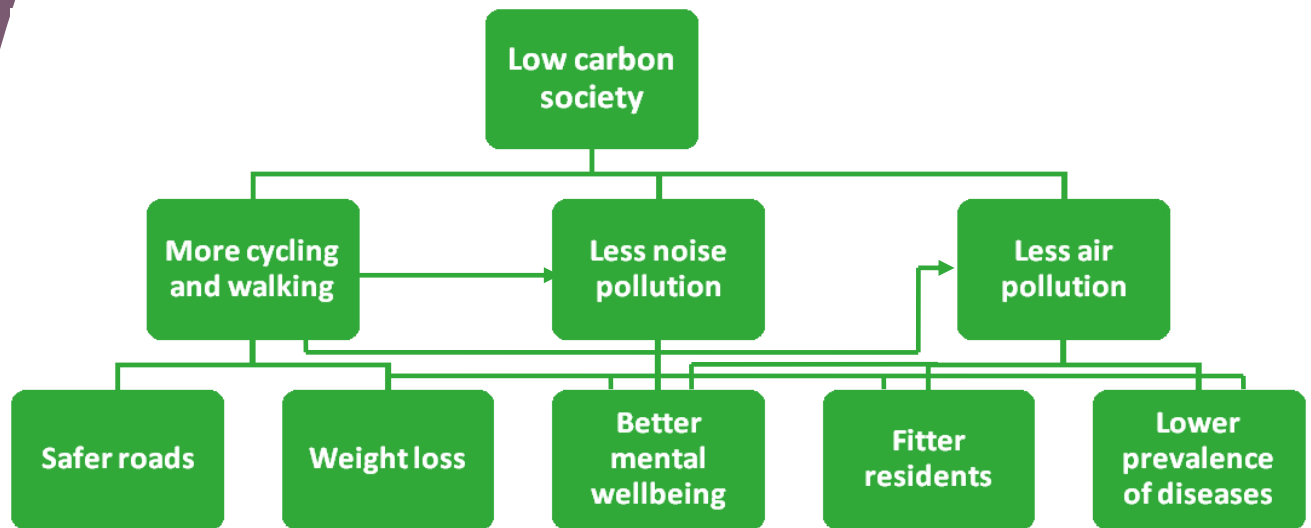 Low carbon
society
More cycling
and walking
Less noise
pollution
Less air
pollution
Safer roads
Weight loss
Better
mental
wellbeing
Fitter
residents
Lower
prevalence
of diseases